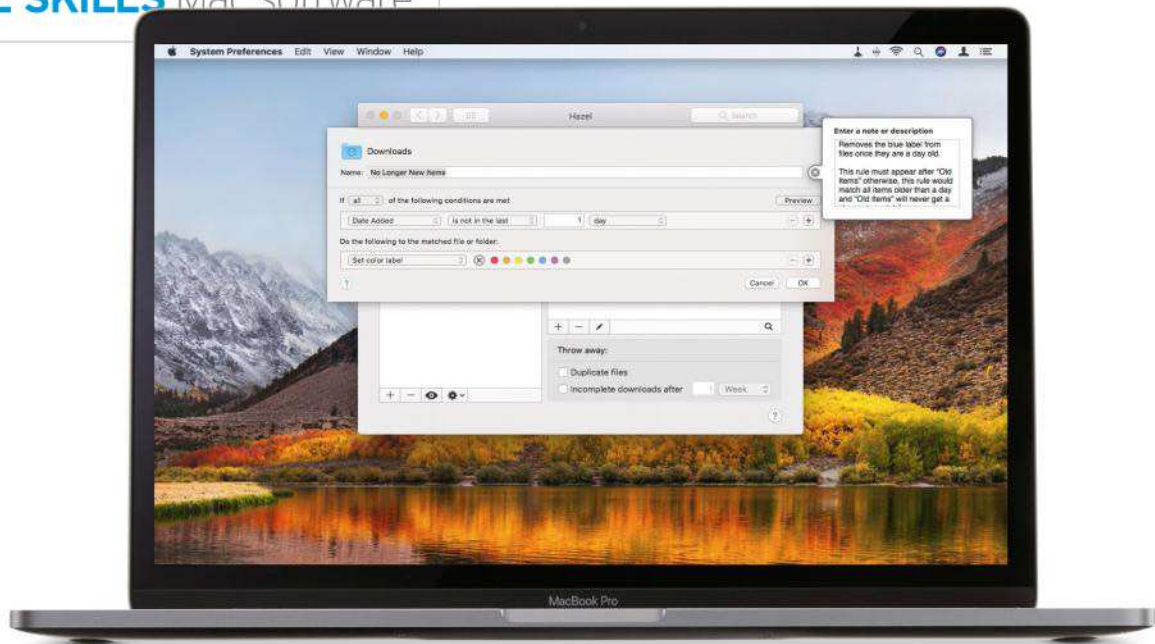 SKILLS Mac software
System Preferences Edit View Window Help
Hazel
Search
Downloads
Name: No Longer New Items
If all of the following conditions are met
Preview
Date Added is not in the last 1 day
Do the following to the matched file or folder:
Set color label
?
Cancel OK
Enter a note or description
Removes the blue label from
files once they are a day old.
This rule must appear after "Old
Items" otherwise, this rule would
match all items older than a day
and "Old Items" will never get a
Throw away:
Duplicate files
Incomplete downloads after 1 Week
?
MacBook Pro